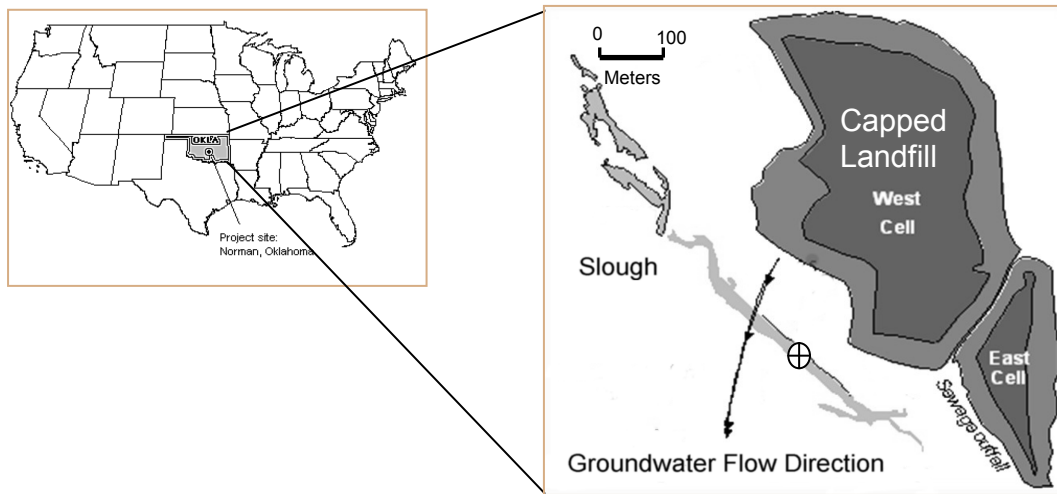 OKLA
Project site:
Norman, Oklahoma
0 100
Meters
Capped
Landfill
West
Cell
Slough
East
Cell
Sewage outfell
Groundwater Flow Direction